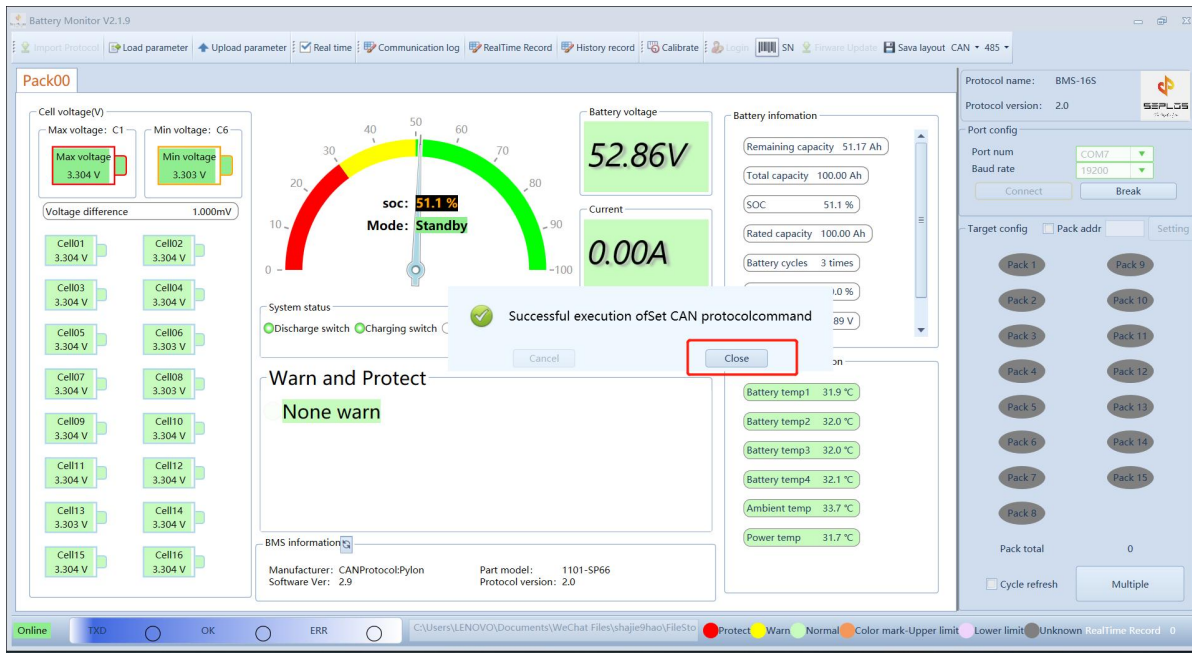 Battery Monitor V2.1.9
Import Protocol Load parameter Upload parameter Real time Communication log RealTime Record History record Calibrate Login SN Firware Update Sava layout CAN 485
Pack00
Cell voltage(V)
Max voltage: C1 Min voltage: C6
Max voltage
3.304 V
Min voltage
3.303 V
Voltage difference 1.000mV
Cell01
3.304 V
Cell02
3.304 V
Cell03
3.304 V
Cell04
3.304 V
Cell05
3.304 V
Cell06
3.303 V
Cell07
3.304 V
Cell08
3.303 V
Cell09
3.304 V
Cell10
3.304 V
Cell11
3.304 V
Cell12
3.304 V
Cell13
3.303 V
Cell14
3.304 V
Cell15
3.304 V
Cell16
3.304 V
0
10
20
30
40
50
60
70
80
90
100
soc: 51.1 %
Mode: Standby
Battery voltage
52.86V
Current
0.00A
System status
Discharge switch Charging switch
Successful execution ofSet CAN protocolcommand
Cancel Close
Warn and Protect
None warn
BMS information
Manufacturer: CANProtocol:Pylon Part model: 1101-SP66
Software Ver: 2.9 Protocol version: 2.0
Battery infomation
Remaining capacity 51.17 Ah
Total capacity 100.00 Ah
SOC 51.1 %
Rated capacity 100.00 Ah
Battery cycles 3 times
.0 %
89 V
on
Battery temp1 31.9 ℃
Battery temp2 32.0 ℃
Battery temp3 32.0 ℃
Battery temp4 32.1 ℃
Ambient temp 33.7 ℃
Power temp 31.7 ℃
Protocol name: BMS-16S
Protocol version: 2.0
SEPLOS
Port config
Port num COM7
Baud rate 19200
Connect Break
Target config Pack addr Setting
Pack 1 Pack 9
Pack 2 Pack 10
Pack 3 Pack 11
Pack 4 Pack 12
Pack 5 Pack 13
Pack 6 Pack 14
Pack 7 Pack 15
Pack 8
Pack total 0
Cycle refresh Multiple
Online TXD OK ERR C:\Users\LENOVO\Documents\WeChat Files\shajie9hao\FileSto Protect Warn Normal Color mark-Upper limit Lower limit Unknown RealTime Record 0